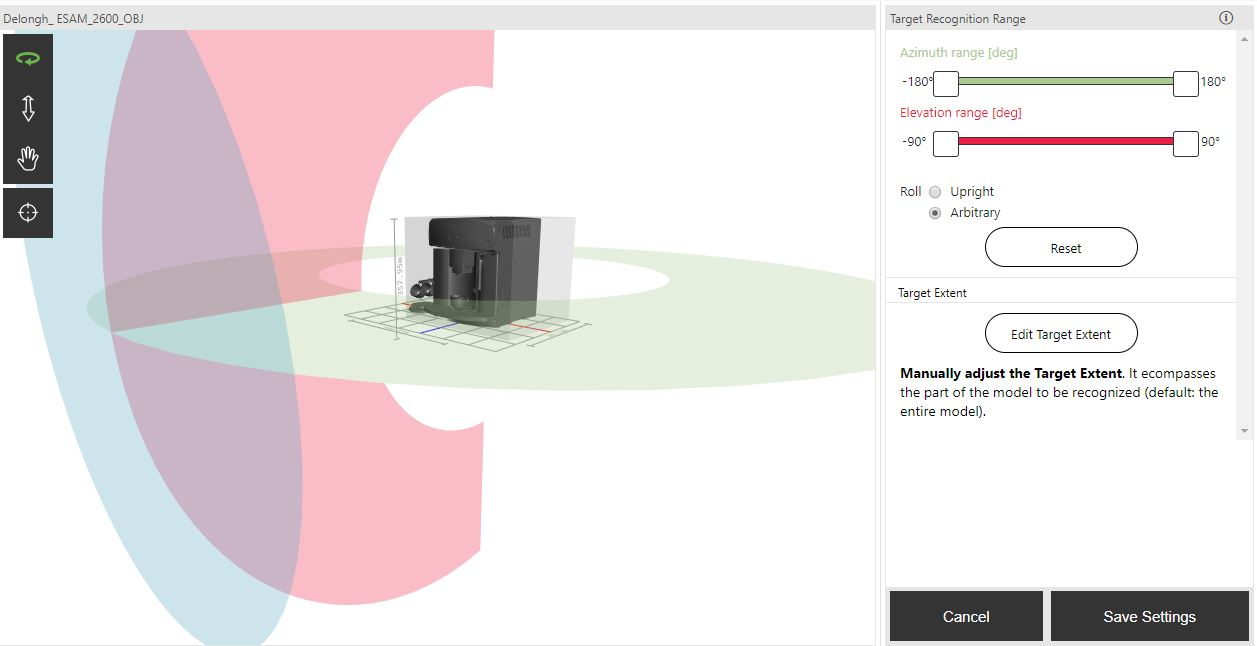 Delongh_ ESAM_2600_OBJ
357.95m
Target Recognition Range
Azimuth range [deg]
-180° 180°
Elevation range [deg]
-90° 90°
Roll Upright
Arbitrary
Reset
Target Extent
Edit Target Extent
Manually adjust the Target Extent. It ecompasses
the part of the model to be recognized (default: the
entire model).
Cancel Save Settings